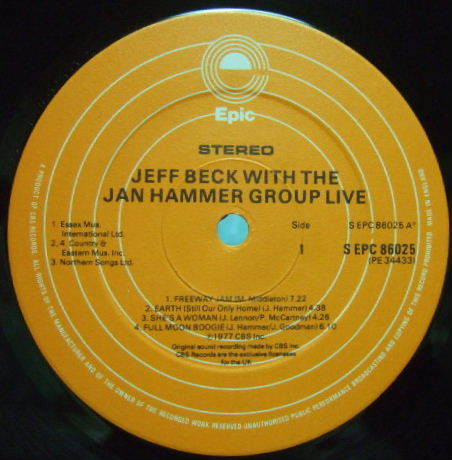 Epic
STEREO
JEFF BECK WITH THE
JAN HAMMER GROUP LIVE
1. Essex Mus.
International Ltd.
2. 4. Country &
Eastern Mus. Inc.
3. Northern Songs Ltd.
Side
1
S EPC 86025 A°
S EPC 86025
(PE 34433)
1. FREEWAY JAM (M. Middleton) 7.22
2. EARTH (Still Our Only Home) (J. Hammer) 4.38
3. SHE'S A WOMAN (J. Lennon/P. McCartney) 4.26
4. FULL MOON BOOGIE (J. Hammer/J. Goodman) 6.10
℗1977 CBS Inc.
Original sound recording made by CBS Inc.
CBS Records are the exclusive licensees
for the UK
A PRODUCT OF CBS RECORDS. ALL RIGHTS OF THE MANUFACTURER AND OF THE OWNER OF THE RECORDED WORK RESERVED·UNAUTHORISED PUBLIC PERFORMANCE BROADCASTING AND COPYING OF THIS RECORD PROHIBITED. MADE IN ENGLAND